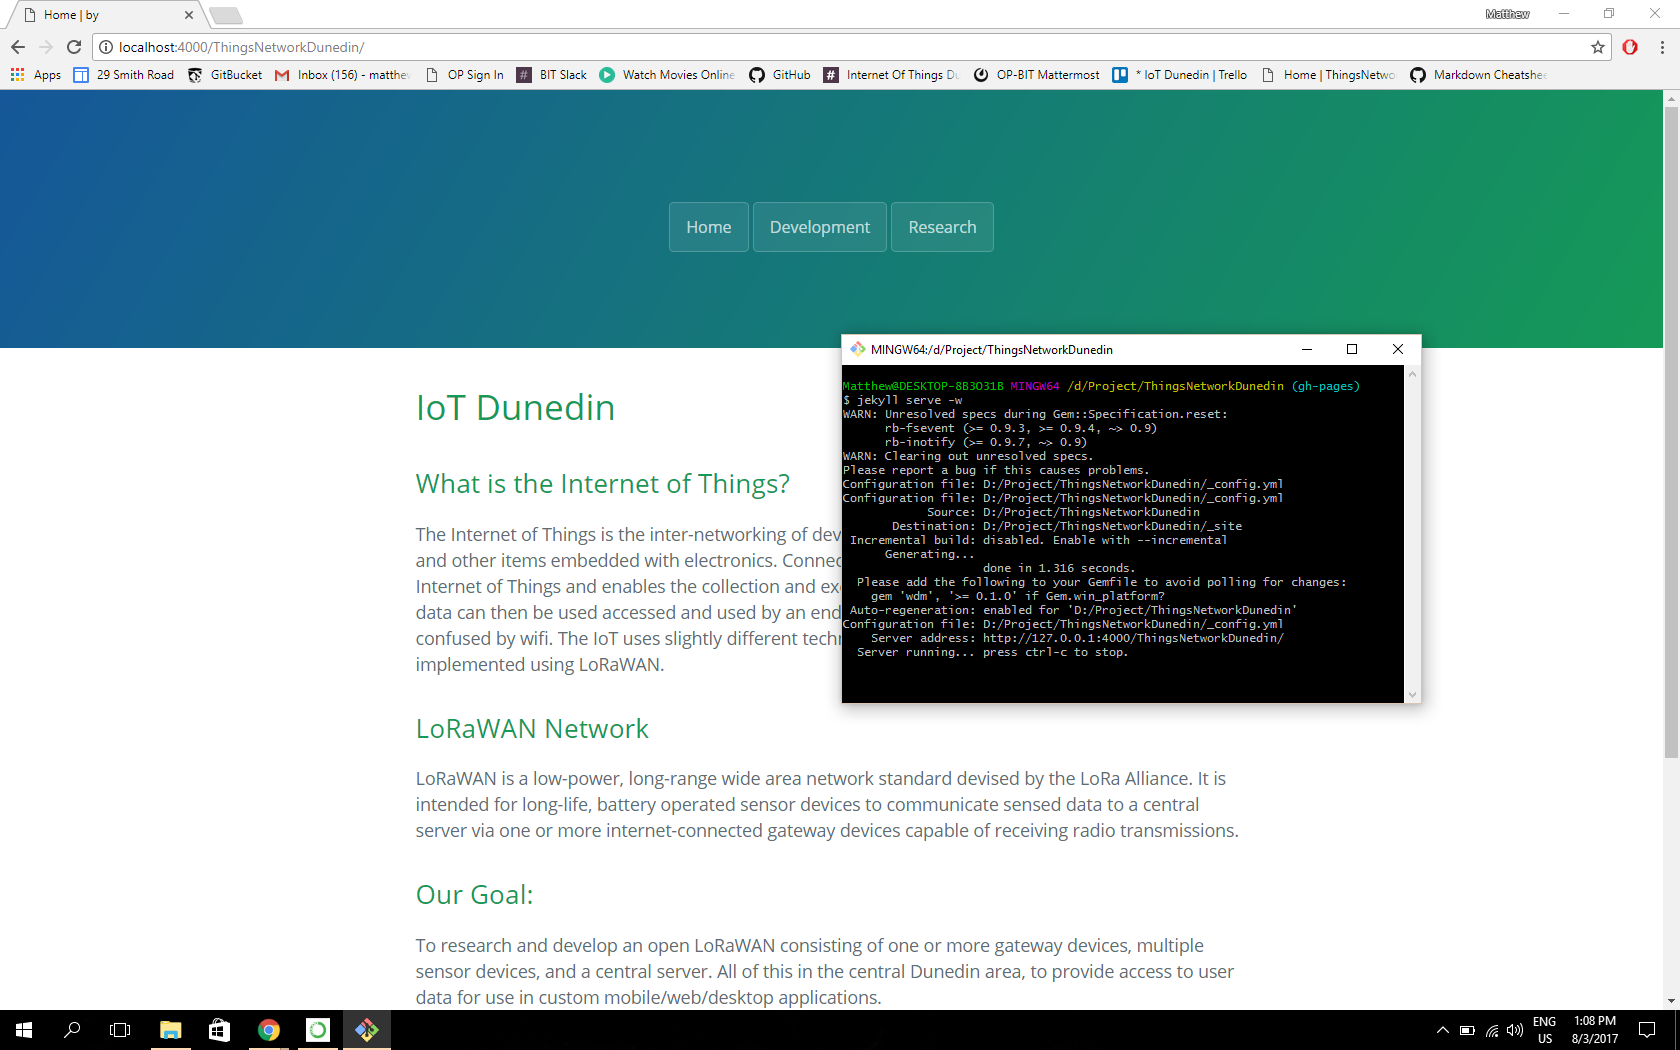 Home | by
Matthew
localhost:4000/ThingsNetworkDunedin/
Apps
29 Smith Road
GitBucket
Inbox (156) - matthew
OP Sign In
BIT Slack
Watch Movies Online
GitHub
Internet Of Things Du
OP-BIT Mattermost
* IoT Dunedin | Trello
Home | ThingsNetwo
Markdown Cheatshee
Home
Development
Research
IoT Dunedin
What is the Internet of Things?
The Internet of Things is the inter-networking of dev
and other items embedded with electronics. Connec
Internet of Things and enables the collection and exc
data can then be used accessed and used by an end
confused by wifi. The IoT uses slightly different techn
implemented using LoRaWAN.
MINGW64:/d/Project/ThingsNetworkDunedin
Matthew@DESKTOP-8B3O31B MINGW64 /d/Project/ThingsNetworkDunedin (gh-pages)
$ jekyll serve -w
WARN: Unresolved specs during Gem::Specification.reset:
rb-fsevent (>= 0.9.3, >= 0.9.4, ~> 0.9)
rb-inotify (>= 0.9.7, ~> 0.9)
WARN: Clearing out unresolved specs.
Please report a bug if this causes problems.
Configuration file: D:/Project/ThingsNetworkDunedin/_config.yml
Configuration file: D:/Project/ThingsNetworkDunedin/_config.yml
Source: D:/Project/ThingsNetworkDunedin
Destination: D:/Project/ThingsNetworkDunedin/_site
Incremental build: disabled. Enable with --incremental
Generating...
done in 1.316 seconds.
Please add the following to your Gemfile to avoid polling for changes:
gem 'wdm', '>= 0.1.0' if Gem.win_platform?
Auto-regeneration: enabled for 'D:/Project/ThingsNetworkDunedin'
Configuration file: D:/Project/ThingsNetworkDunedin/_config.yml
Server address: http://127.0.0.1:4000/ThingsNetworkDunedin/
Server running... press ctrl-c to stop.
LoRaWAN Network
LoRaWAN is a low-power, long-range wide area network standard devised by the LoRa Alliance. It is
intended for long-life, battery operated sensor devices to communicate sensed data to a central
server via one or more internet-connected gateway devices capable of receiving radio transmissions.
Our Goal:
To research and develop an open LoRaWAN consisting of one or more gateway devices, multiple
sensor devices, and a central server. All of this in the central Dunedin area, to provide access to user
data for use in custom mobile/web/desktop applications.
ENG
US
1:08 PM
8/3/2017